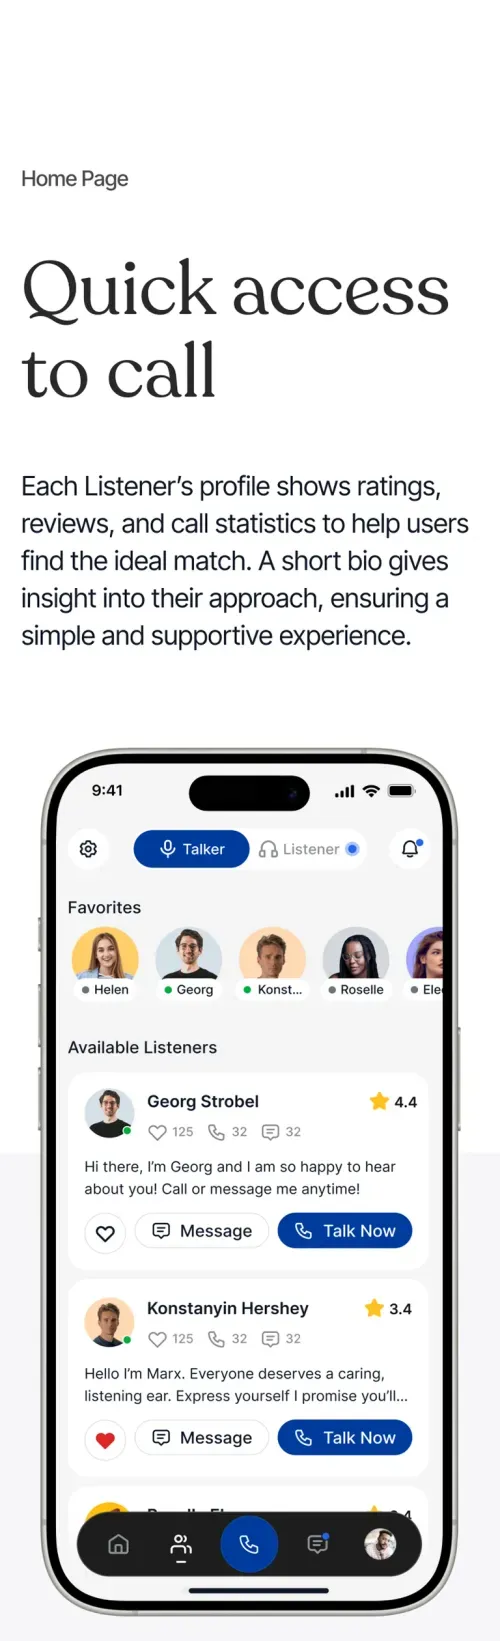 Home Page
Quick access
to call
Each Listener’s profile shows ratings,
reviews, and call statistics to help users
find the ideal match. A short bio gives
insight into their approach, ensuring a
simple and supportive experience.
9:41
Talker Listener
Favorites
Helen Georg Konst... Roselle Ele
Available Listeners
Georg Strobel 4.4
125 32 32
Hi there, I’m Georg and I am so happy to hear
about you! Call or message me anytime!
Message Talk Now
Konstanyin Hershey 3.4
125 32 32
Hello I’m Marx. Everyone deserves a caring,
listening ear. Express yourself I promise you’ll...
Message Talk Now